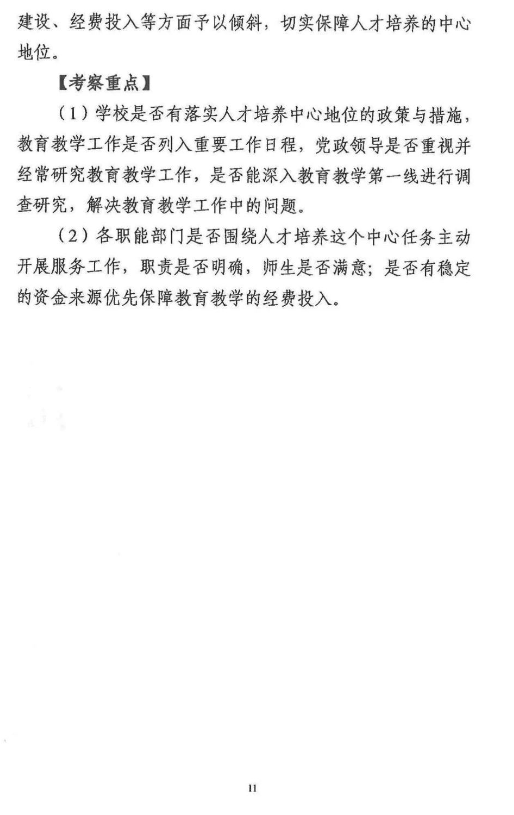 建设、经费投入等方面予以倾斜，切实保障人才培养的中心
地位。
【考察重点】
（1）学校是否有落实人才培养中心地位的政策与措施，
教育教学工作是否列入重要工作日程，党政领导是否重视并
经常研究教育教学工作，是否能深入教育教学第一线进行调
查研究，解决教育教学工作中的问题。
（2）各职能部门是否围绕人才培养这个中心任务主动
开展服务工作，职责是否明确，师生是否满意；是否有稳定
的资金来源优先保障教育教学的经费投入。
11